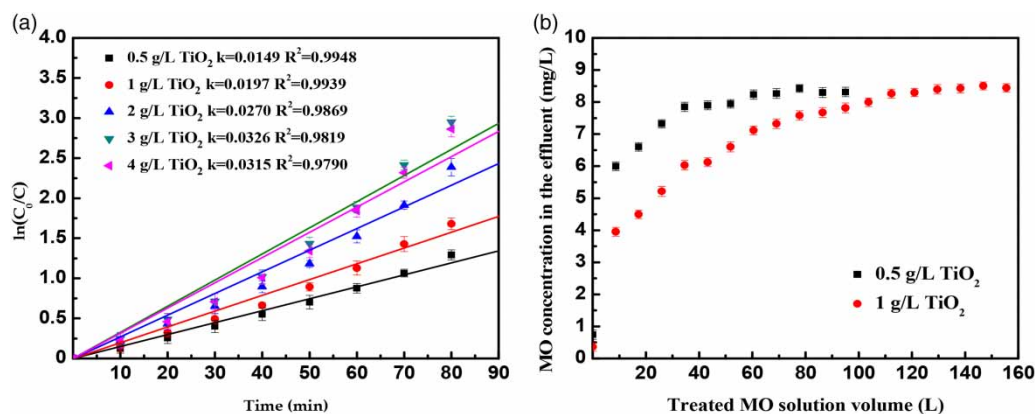 (a)
4.0
3.5
3.0
2.5
2.0
1.5
1.0
0.5
0
ln(C₀/C)
0.5 g/L TiO₂ k=0.0149 R²=0.9948
1 g/L TiO₂ k=0.0197 R²=0.9939
2 g/L TiO₂ k=0.0270 R²=0.9869
3 g/L TiO₂ k=0.0326 R²=0.9819
4 g/L TiO₂ k=0.0315 R²=0.9790
10 20 30 40 50 60 70 80 90
Time (min)
(b)
10
9
8
7
6
5
4
3
2
1
0
MO concentration in the effluent (mg/L)
0.5 g/L TiO₂
1 g/L TiO₂
0 20 40 60 80 100 120 140 160
Treated MO solution volume (L)